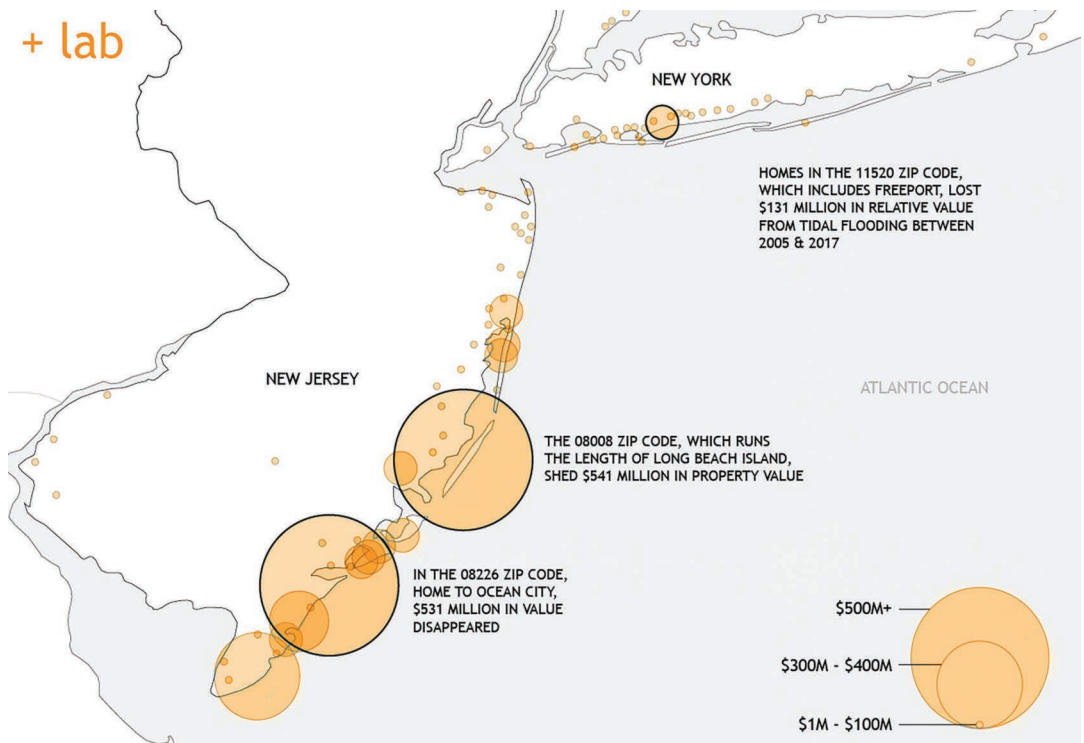 + lab
NEW YORK
HOMES IN THE 11520 ZIP CODE,
WHICH INCLUDES FREEPORT, LOST
$131 MILLION IN RELATIVE VALUE
FROM TIDAL FLOODING BETWEEN
2005 & 2017
NEW JERSEY
ATLANTIC OCEAN
THE 08008 ZIP CODE, WHICH RUNS
THE LENGTH OF LONG BEACH ISLAND,
SHED $541 MILLION IN PROPERTY VALUE
IN THE 08226 ZIP CODE,
HOME TO OCEAN CITY,
$531 MILLION IN VALUE
DISAPPEARED
$500M+
$300M - $400M
$1M - $100M